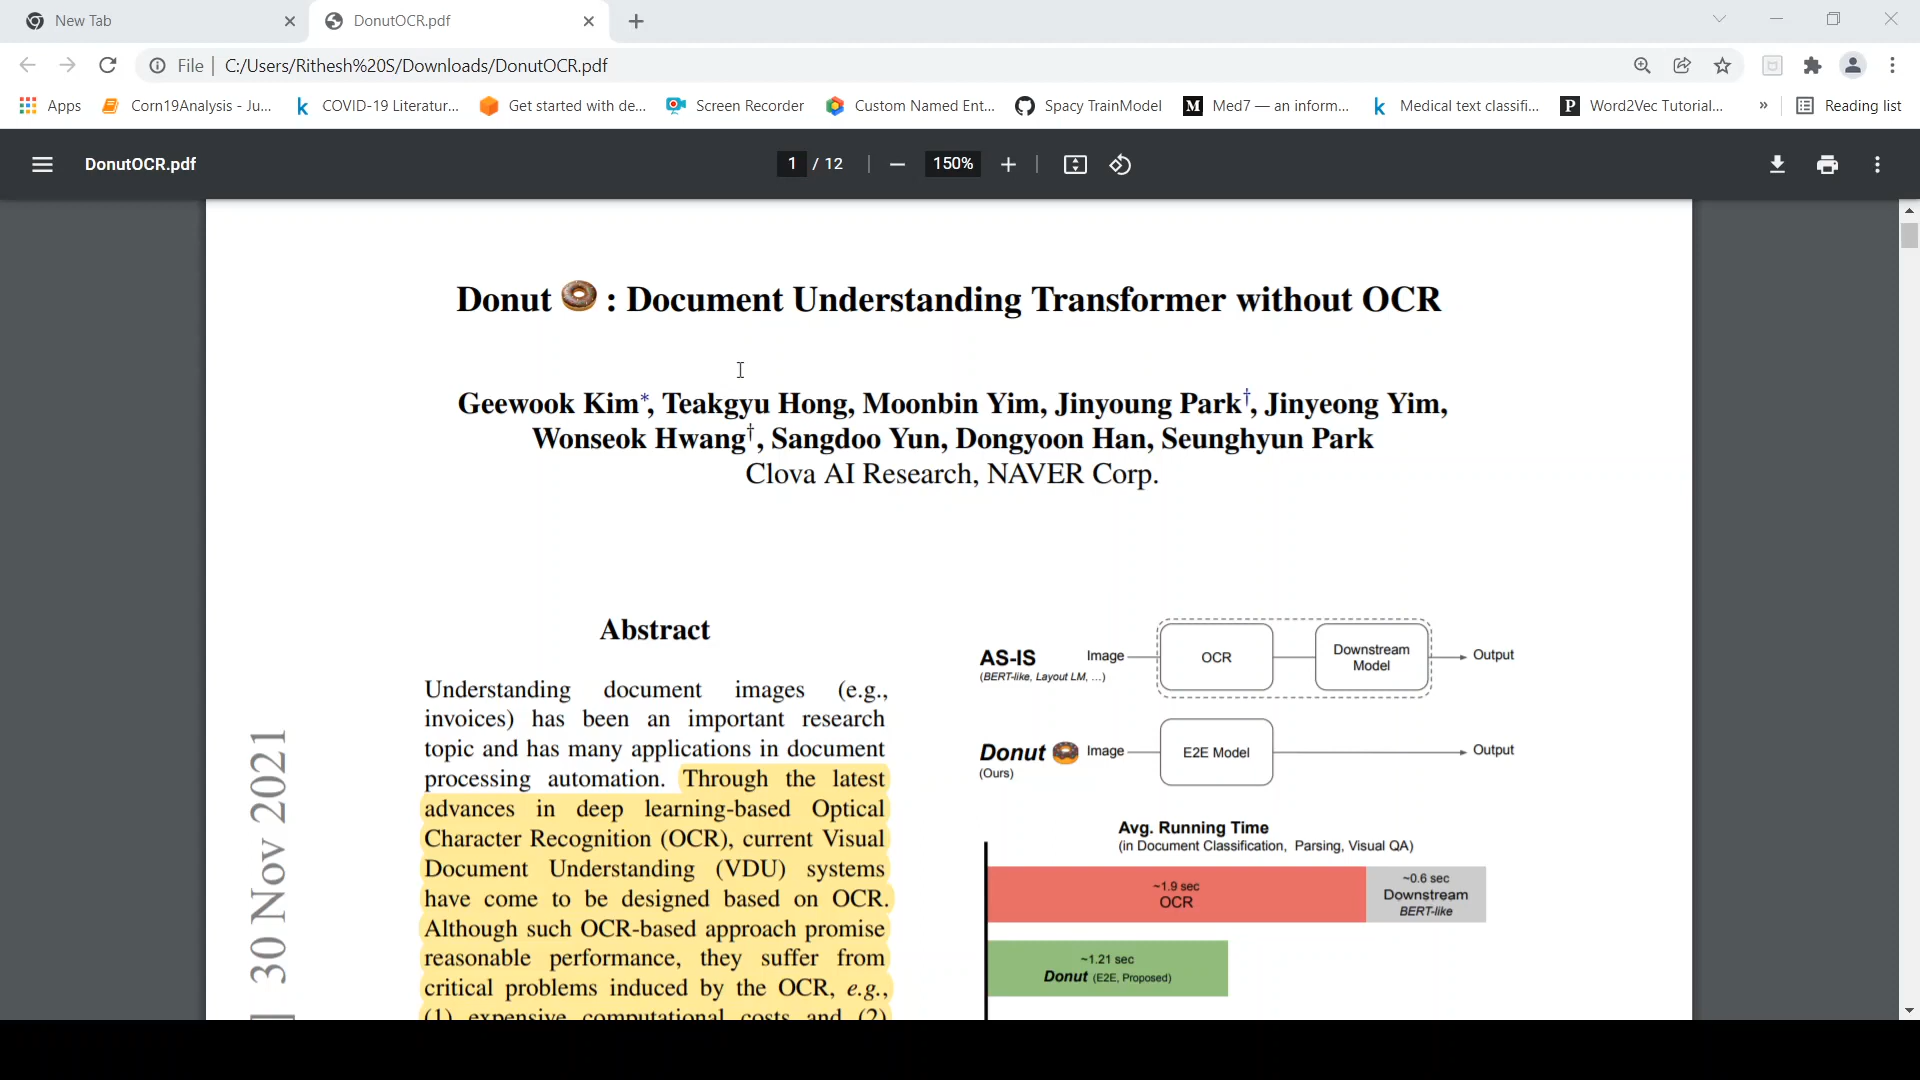 New Tab
DonutOCR.pdf
File | C:/Users/Rithesh%20S/Downloads/DonutOCR.pdf
Apps
Corn19Analysis - Ju...
COVID-19 Literatur...
Get started with de...
Screen Recorder
Custom Named Ent...
Spacy TrainModel
Med7 — an inform...
Medical text classifi...
Word2Vec Tutorial...
»
Reading list
DonutOCR.pdf
1 / 12
150%
Donut : Document Understanding Transformer without OCR
Geewook Kim*, Teakgyu Hong, Moonbin Yim, Jinyoung Park†, Jinyeong Yim,
Wonseok Hwang†, Sangdoo Yun, Dongyoon Han, Seunghyun Park
Clova AI Research, NAVER Corp.
30 Nov 2021
Abstract
Understanding document images (e.g.,
invoices) has been an important research
topic and has many applications in document
processing automation. Through the latest
advances in deep learning-based Optical
Character Recognition (OCR), current Visual
Document Understanding (VDU) systems
have come to be designed based on OCR.
Although such OCR-based approach promise
reasonable performance, they suffer from
critical problems induced by the OCR, e.g.,
(1) expensive computational costs and (2)
AS-IS
(BERT-like, Layout LM, ...)
Image
OCR
Downstream
Model
Output
Donut
(Ours)
Image
E2E Model
Output
Avg. Running Time
(in Document Classification, Parsing, Visual QA)
~1.9 sec
OCR
~0.6 sec
Downstream
BERT-like
~1.21 sec
Donut (E2E, Proposed)